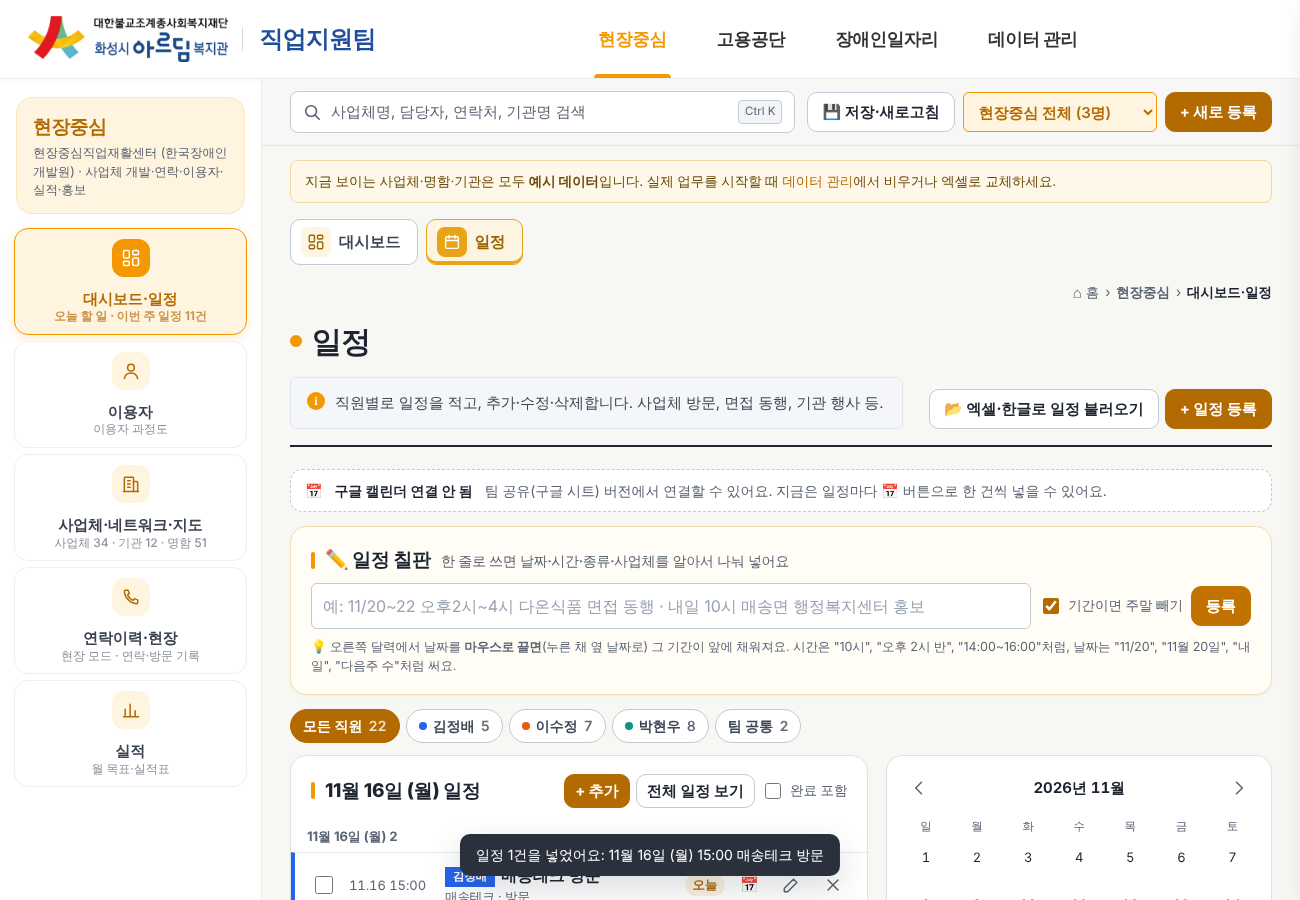 대한불교조계종사회복지재단
화성시 아르딤복지관
직업지원팀
현장중심
고용공단
장애인일자리
데이터 관리
현장중심
현장중심직업재활센터 (한국장애인
개발원) · 사업체 개발·연락·이용자·
실적·홍보
대시보드·일정
오늘 할 일 · 이번 주 일정 11건
이용자
이용자 과정도
사업체·네트워크·지도
사업체 34 · 기관 12 · 명함 51
연락이력·현장
현장 모드 · 연락·방문 기록
실적
월 목표·실적표
사업체명, 담당자, 연락처, 기관명 검색
Ctrl K
저장·새로고침
현장중심 전체 (3명)
+ 새로 등록
지금 보이는 사업체·명함·기관은 모두 예시 데이터입니다. 실제 업무를 시작할 때 데이터 관리에서 비우거나 엑셀로 교체하세요.
대시보드
일정
홈 › 현장중심 › 대시보드·일정
일정
직원별로 일정을 적고, 추가·수정·삭제합니다. 사업체 방문, 면접 동행, 기관 행사 등.
엑셀·한글로 일정 불러오기
+ 일정 등록
구글 캘린더 연결 안 됨 팀 공유(구글 시트) 버전에서 연결할 수 있어요. 지금은 일정마다 📅 버튼으로 한 건씩 넣을 수 있어요.
일정 칠판 한 줄로 쓰면 날짜·시간·종류·사업체를 알아서 나눠 넣어요
예: 11/20~22 오후2시~4시 다온식품 면접 동행 · 내일 10시 매송면 행정복지센터 홍보
기간이면 주말 빼기
등록
💡 오른쪽 달력에서 날짜를 마우스로 끌면(누른 채 옆 날짜로) 그 기간이 앞에 채워져요. 시간은 "10시", "오후 2시 반", "14:00~16:00"처럼, 날짜는 "11/20", "11월 20일", "내
일", "다음주 수"처럼 써요.
모든 직원 22
김정배 5
이수정 7
박현우 8
팀 공통 2
11월 16일 (월) 일정
+ 추가
전체 일정 보기
완료 포함
11월 16일 (월) 2
11.16 15:00
김정배 매송테크 방문
매송테크 · 방문
오늘
일정 1건을 넣었어요: 11월 16일 (월) 15:00 매송테크 방문
2026년 11월
일 월 화 수 목 금 토
1 2 3 4 5 6 7